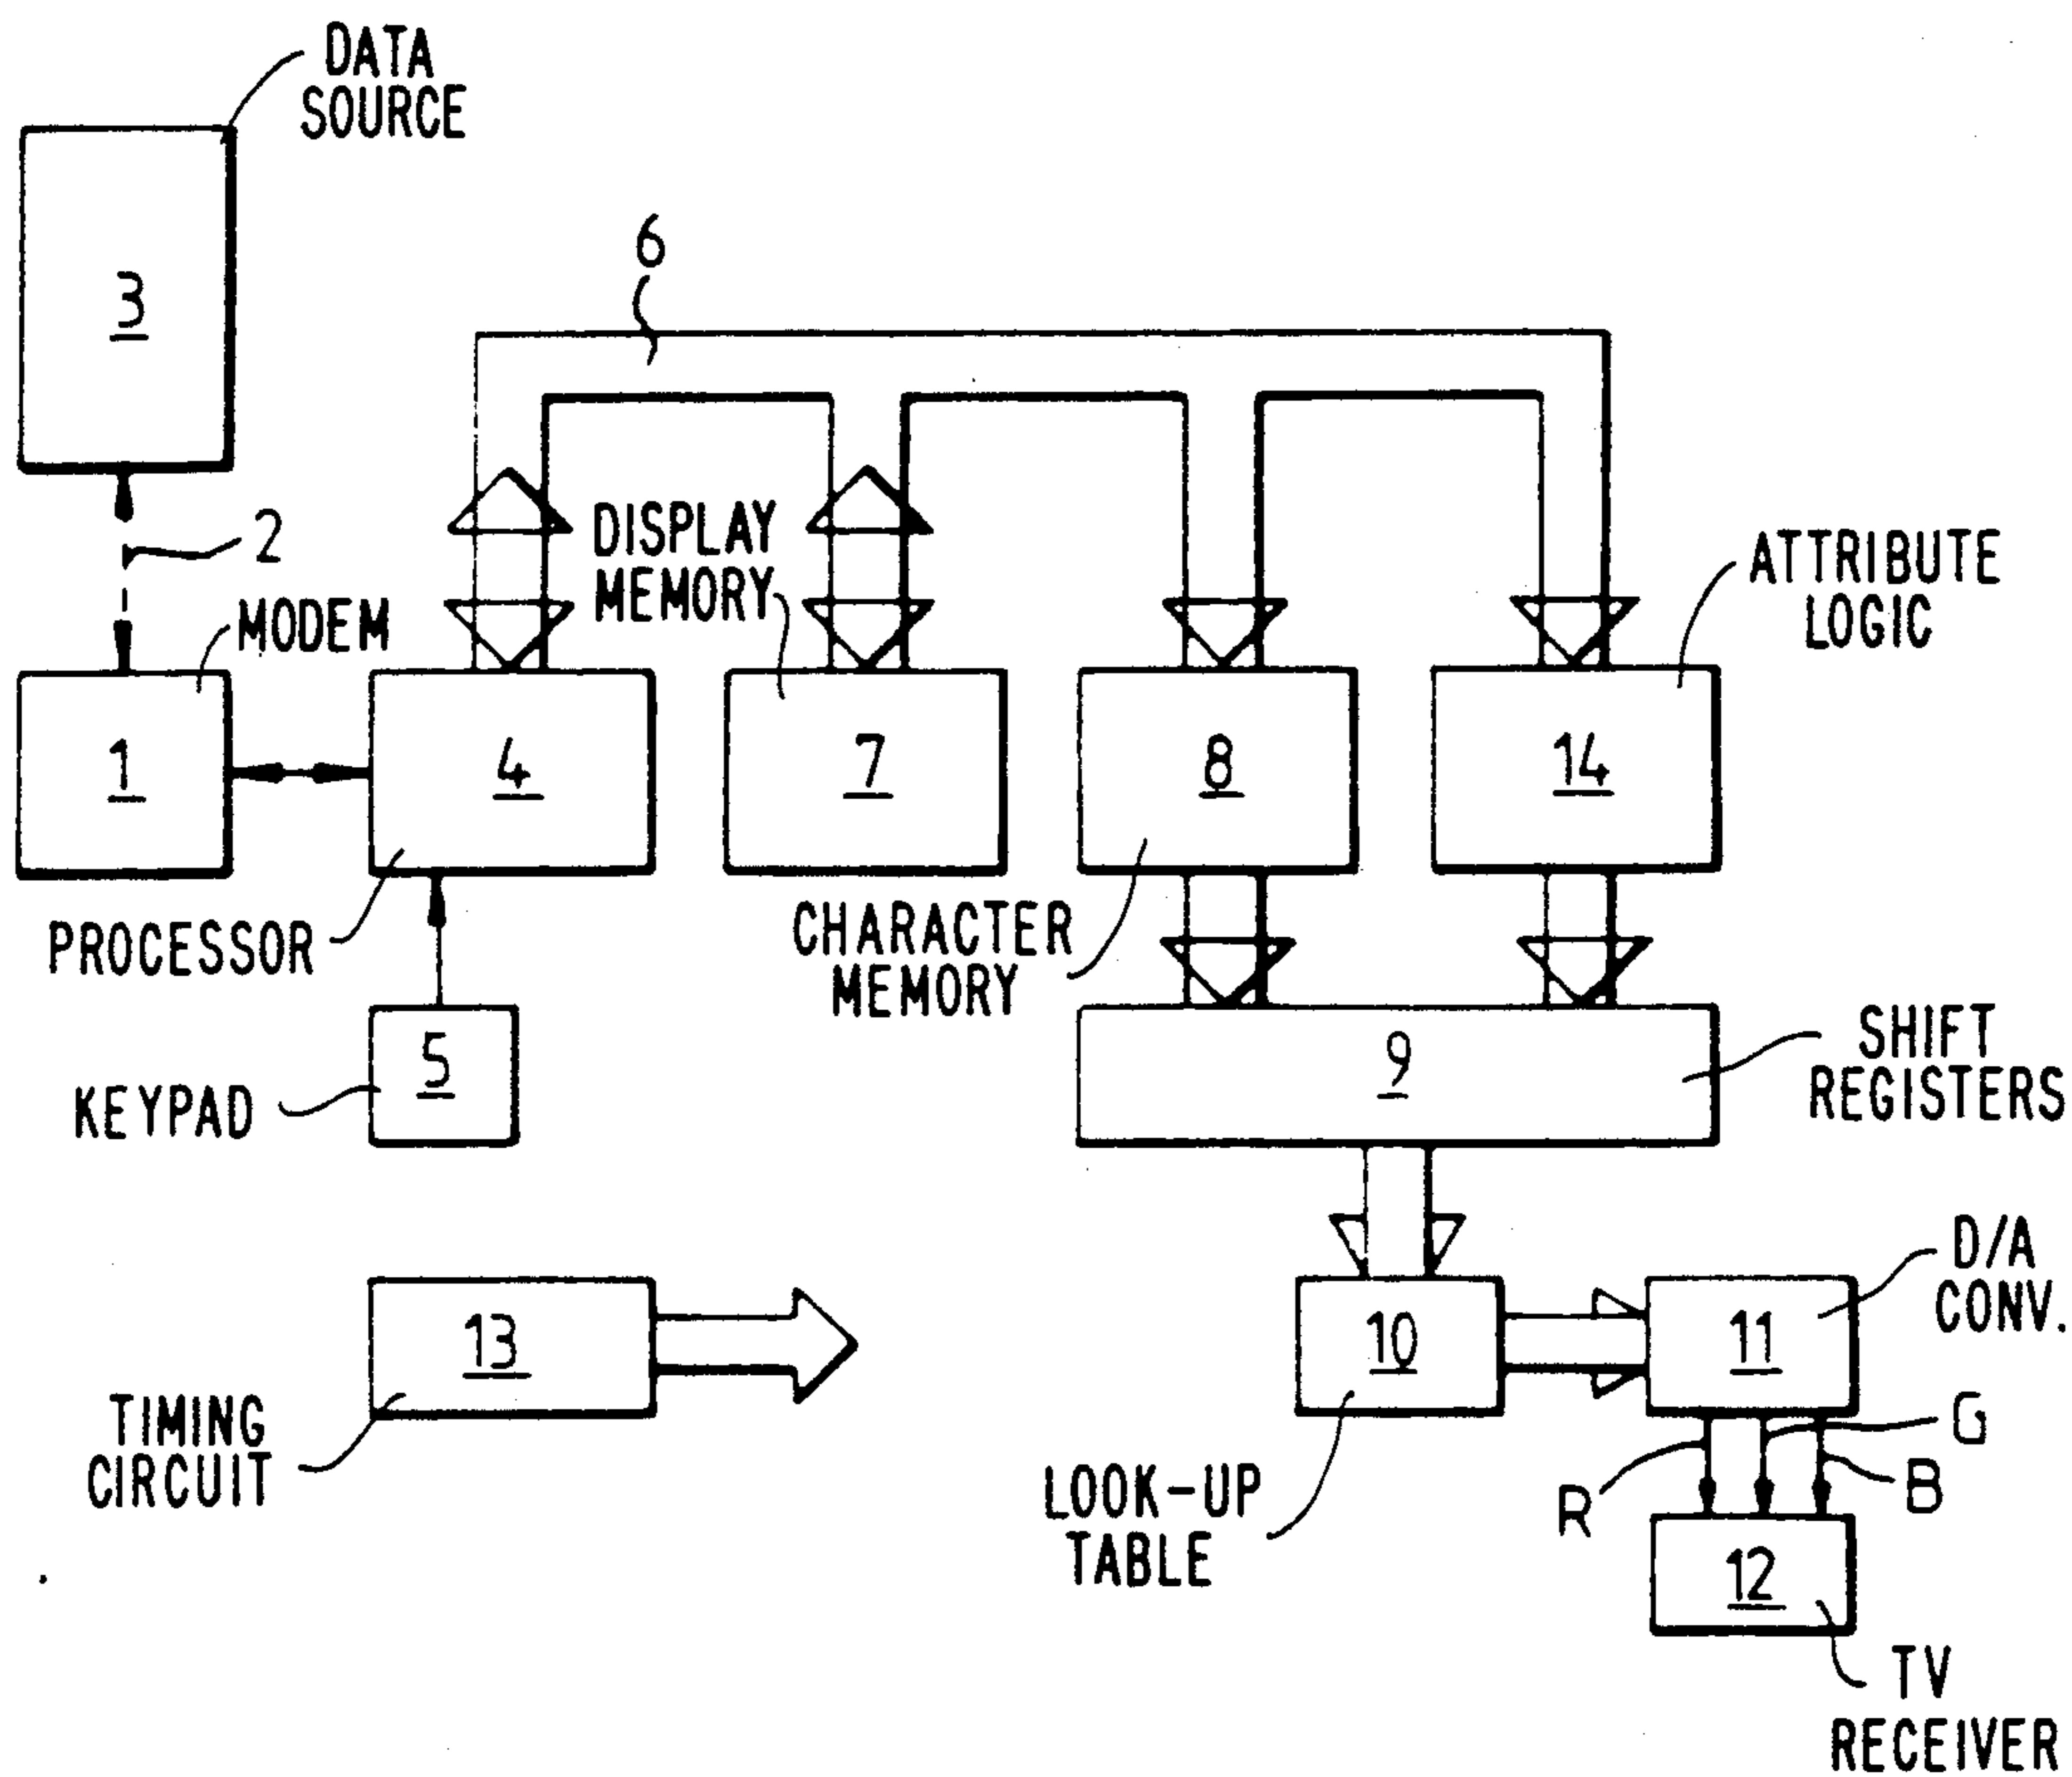 DATA
SOURCE
3
6
2
DISPLAY
MEMORY
ATTRIBUTE
LOGIC
MODEM
1
4
7
8
14
PROCESSOR
CHARACTER
MEMORY
5
KEYPAD
9
SHIFT
REGISTERS
13
TIMING
CIRCUIT
10
11
D/A
CONV.
LOOK-UP
TABLE
R
G
B
12
TV
RECEIVER